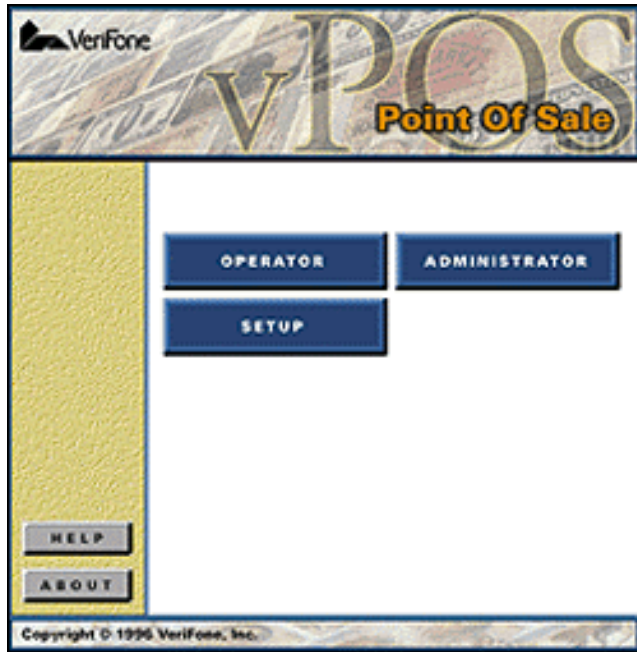 VeriFone
vPOS
Point Of Sale
OPERATOR
ADMINISTRATOR
SETUP
HELP
ABOUT
Copyright © 1996 VeriFone, Inc.